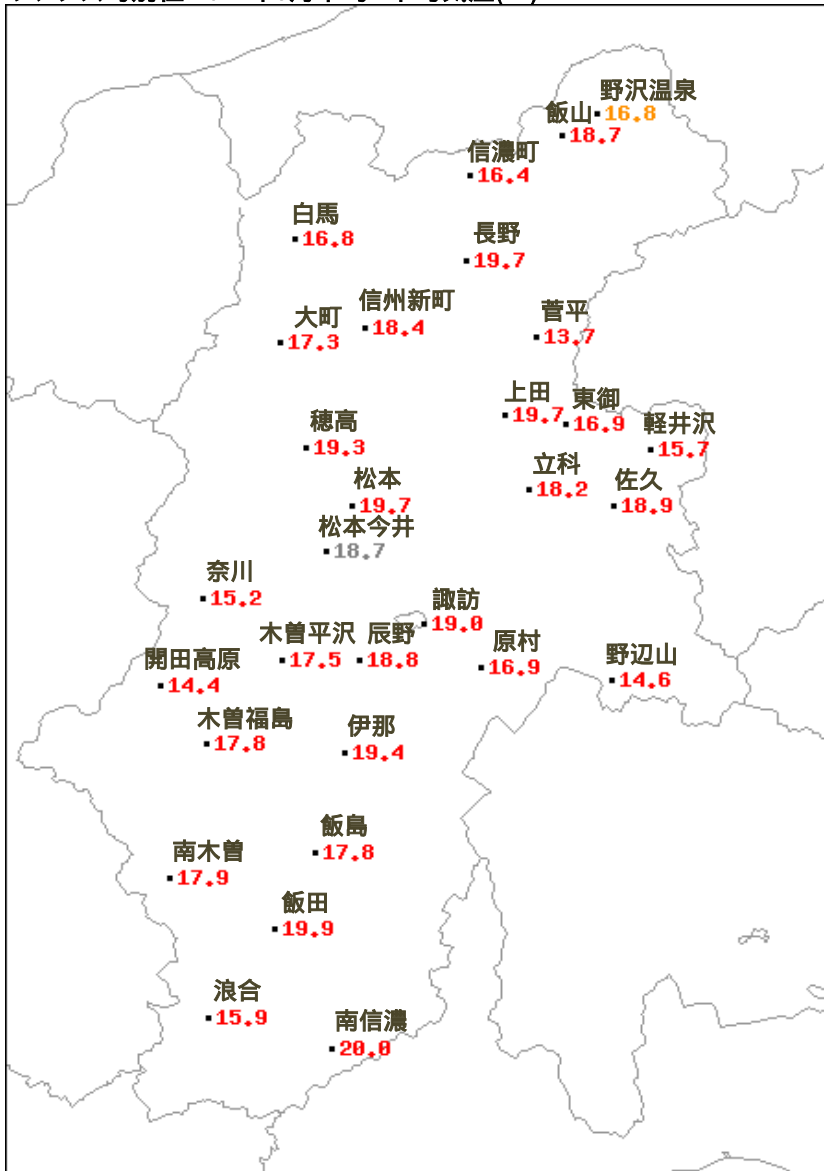 野沢温泉
16.8
飯山
18.7
信濃町
16.4
白馬
16.8
長野
19.7
信州新町
18.4
大町
17.3
菅平
13.7
上田
19.7
東御
16.9
軽井沢
15.7
穂高
19.3
立科
18.2
佐久
18.9
松本
19.7
松本今井
18.7
奈川
15.2
諏訪
19.0
木曽平沢
17.5
辰野
18.8
原村
16.9
野辺山
14.6
開田高原
14.4
木曽福島
17.8
伊那
19.4
飯島
17.8
南木曽
17.9
飯田
19.9
浪合
15.9
南信濃
20.0